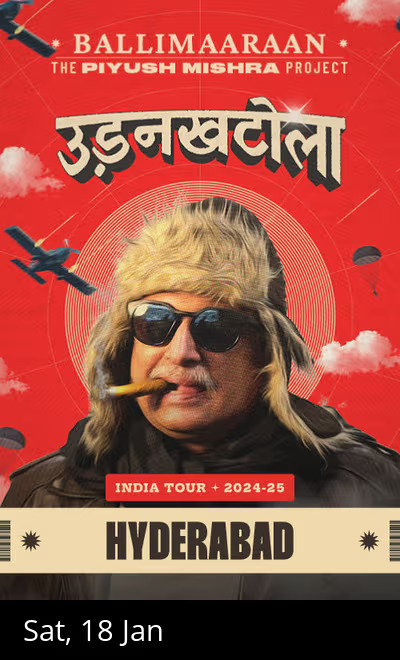 BALLIMAARAAN
THE PIYUSH MISHRA PROJECT
उड़नखटोला
INDIA TOUR + 2024-25
HYDERABAD
Sat, 18 Jan